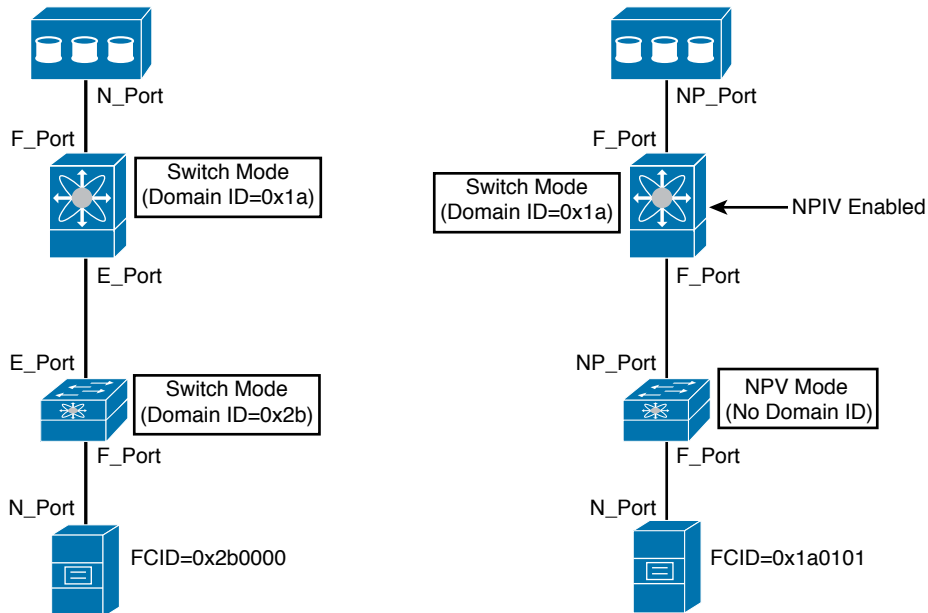 N_Port
F_Port
Switch Mode
(Domain ID=0x1a)
E_Port
E_Port
Switch Mode
(Domain ID=0x2b)
F_Port
N_Port
FCID=0x2b0000
NP_Port
F_Port
Switch Mode
(Domain ID=0x1a)
NPIV Enabled
F_Port
NP_Port
NPV Mode
(No Domain ID)
F_Port
N_Port
FCID=0x1a0101